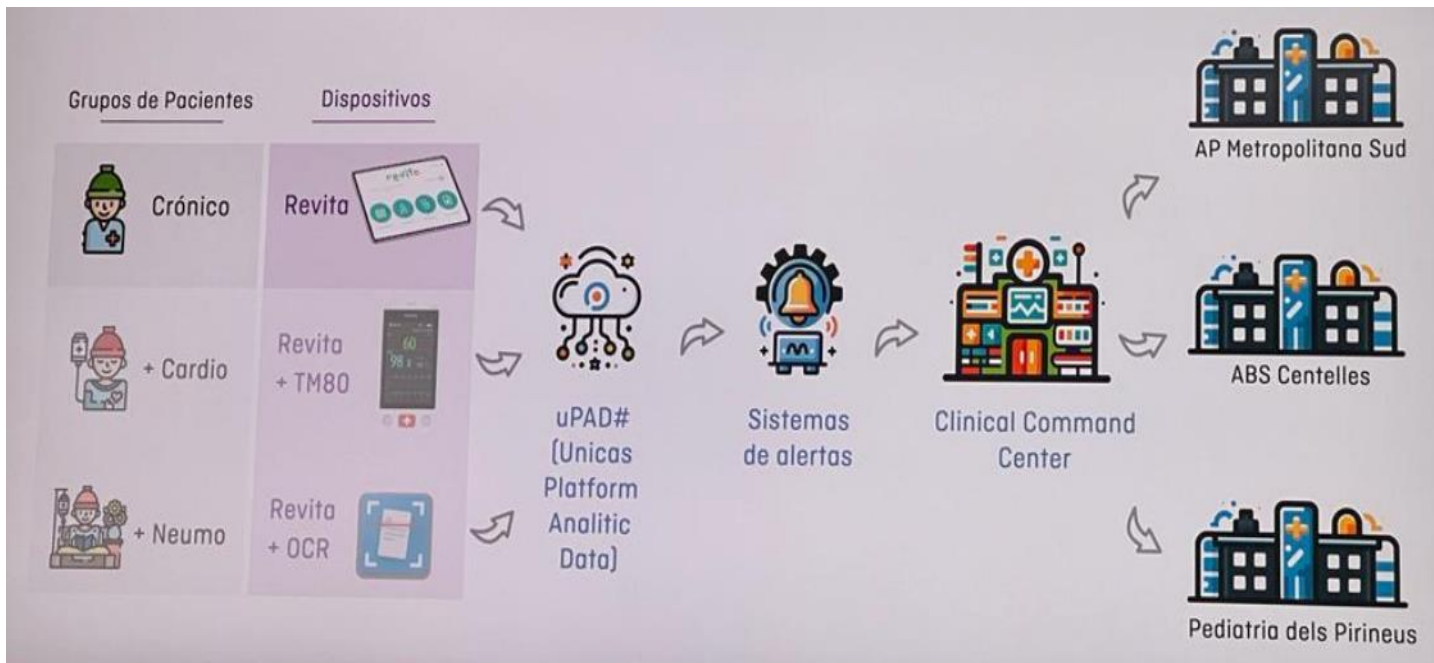 Grupos de Pacientes
Dispositivos
Crónico
Revita
revita
+ Cardio
Revita
+ TM80
60
98
+ Neumo
Revita
+ OCR
uPAD#
(Unicas
Platform
Analitic
Data)
Sistemas
de alertas
Clinical Command
Center
AP Metropolitana Sud
ABS Centelles
Pediatria dels Pirineus